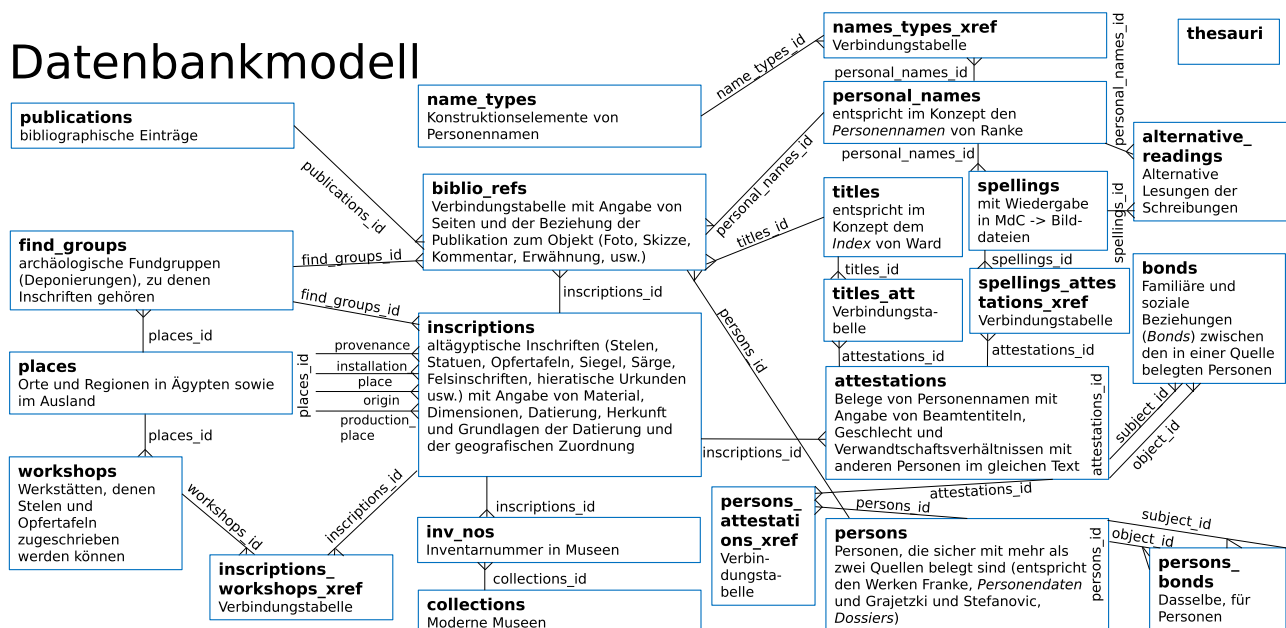 Datenbankmodell
publications
bibliographische Einträge
publications_id
name_types
Konstruktionselemente von
Personennamen
name_types_id
names_types_xref
Verbindungstabelle
personal_names_id
personal_names_id
thesauri
personal_names
entspricht im Konzept den
Personennamen von Ranke
personal_names_id
personal_names_id
alternative_
readings
Alternative
Lesungen der
Schreibungen
biblio_refs
Verbindungstabelle mit Angabe von
Seiten und der Beziehung der
Publikation zum Objekt (Foto, Skizze,
Kommentar, Erwähnung, usw.)
titles_id
titles
entspricht im
Konzept dem
Index von Ward
titles_id
spellings
mit Wiedergabe
in MdC -> Bild-
dateien
spellings_id
spellings_id
find_groups
archäologische Fundgruppen
(Deponierungen), zu denen
Inschriften gehören
find_groups_id
find_groups_id
places_id
inscriptions_id
persons_id
titles_att
Verbindungsta-
belle
attestations_id
spellings_attes
tations_xref
Verbindungstabelle
attestations_id
bonds
Familiäre und
soziale
Beziehungen
(Bonds) zwischen
den in einer Quelle
belegten Personen
subject_id
object_id
places
Orte und Regionen in Ägypten sowie
im Ausland
places_id
places_id
provenance
installation_
place
origin
production_
place
inscriptions
altägyptische Inschriften (Stelen,
Statuen, Opfertafeln, Siegel, Särge,
Felsinschriften, hieratische Urkunden
usw.) mit Angabe von Material,
Dimensionen, Datierung, Herkunft
und Grundlagen der Datierung und
der geografischen Zuordnung
inscriptions_id
attestations
Belege von Personennamen mit
Angabe von Beamtentiteln,
Geschlecht und
Verwandtschaftsverhältnissen mit
anderen Personen im gleichen Text
attestations_id
attestations_id
workshops
Werkstätten, denen
Stelen und
Opfertafeln
zugeschrieben
werden können
workshops_id
inscriptions_id
inscriptions_
workshops_xref
Verbindungstabelle
inscriptions_id
inv_nos
Inventarnummer in Museen
collections_id
collections
Moderne Museen
persons_
attestati
ons_xref
Verbin-
dungsta-
belle
persons_id
persons
Personen, die sicher mit mehr als
zwei Quellen belegt sind (entspricht
den Werken Franke, Personendaten
und Grajetzki und Stefanovic,
Dossiers)
persons_id
subject_id
object_id
persons_
bonds
Dasselbe, für
Personen